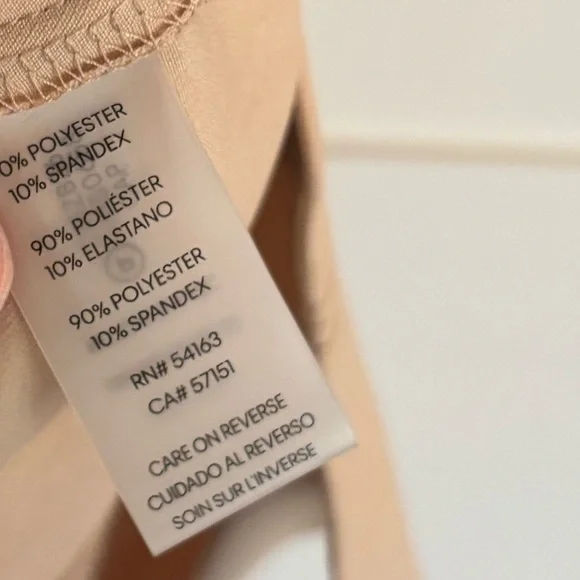 0% POLYESTER
10% SPANDEX
90% POLIÉSTER
10% ELASTANO
90% POLYESTER
10% SPANDEX
RN# 54163
CA# 57151
CARE ON REVERSE
CUIDADO AL REVERSO
SOIN SUR L'INVERSE